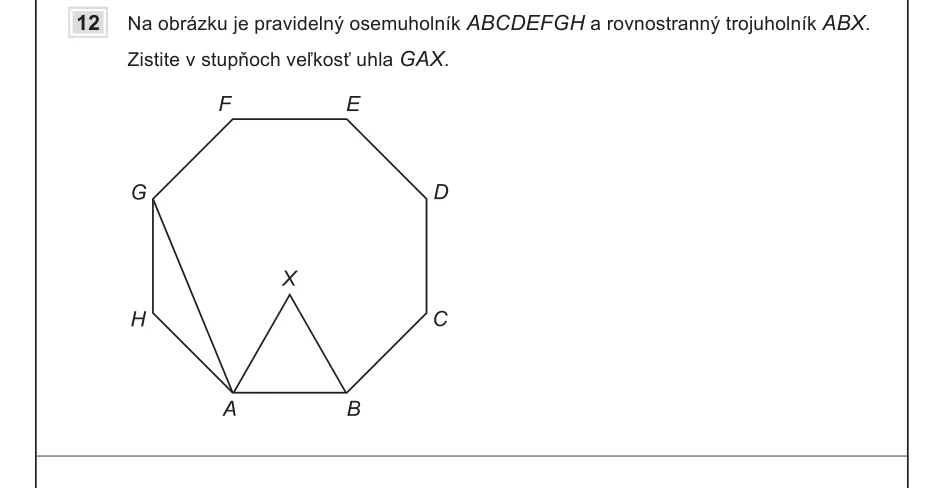 12 Na obrázku je pravidelný osemuholník ABCDEFGH a rovnostranný trojuholník ABX.
Zistite v stupňoch veľkosť uhla GAX.
F E
G D
X
H C
A B